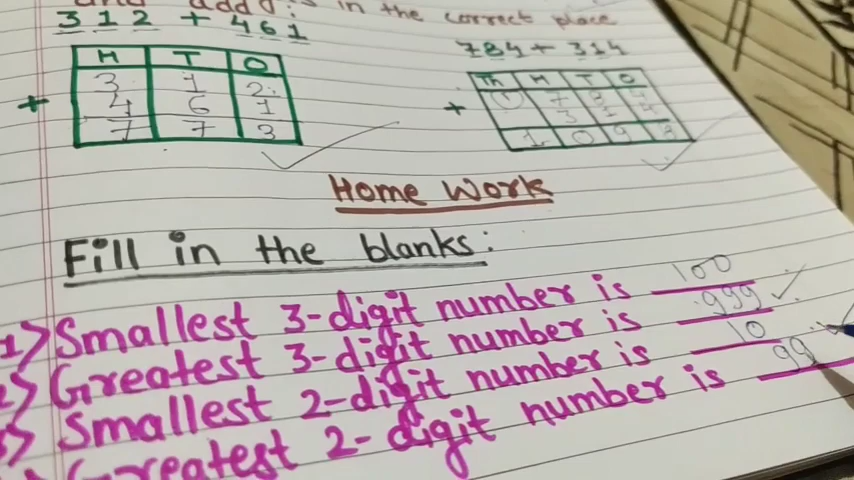 and add in the correct place
312 + 461
784 + 314
H T O
3 1 2
+ 4 6 1
7 7 3
Th H T O
1 7 8 4
+ 3 1 4
1 0 9 8
Home Work
Fill in the blanks:
1) Smallest 3-digit number is 100
2) Greatest 3-digit number is 999
3) Smallest 2-digit number is 10
Greatest 2-digit number is 99